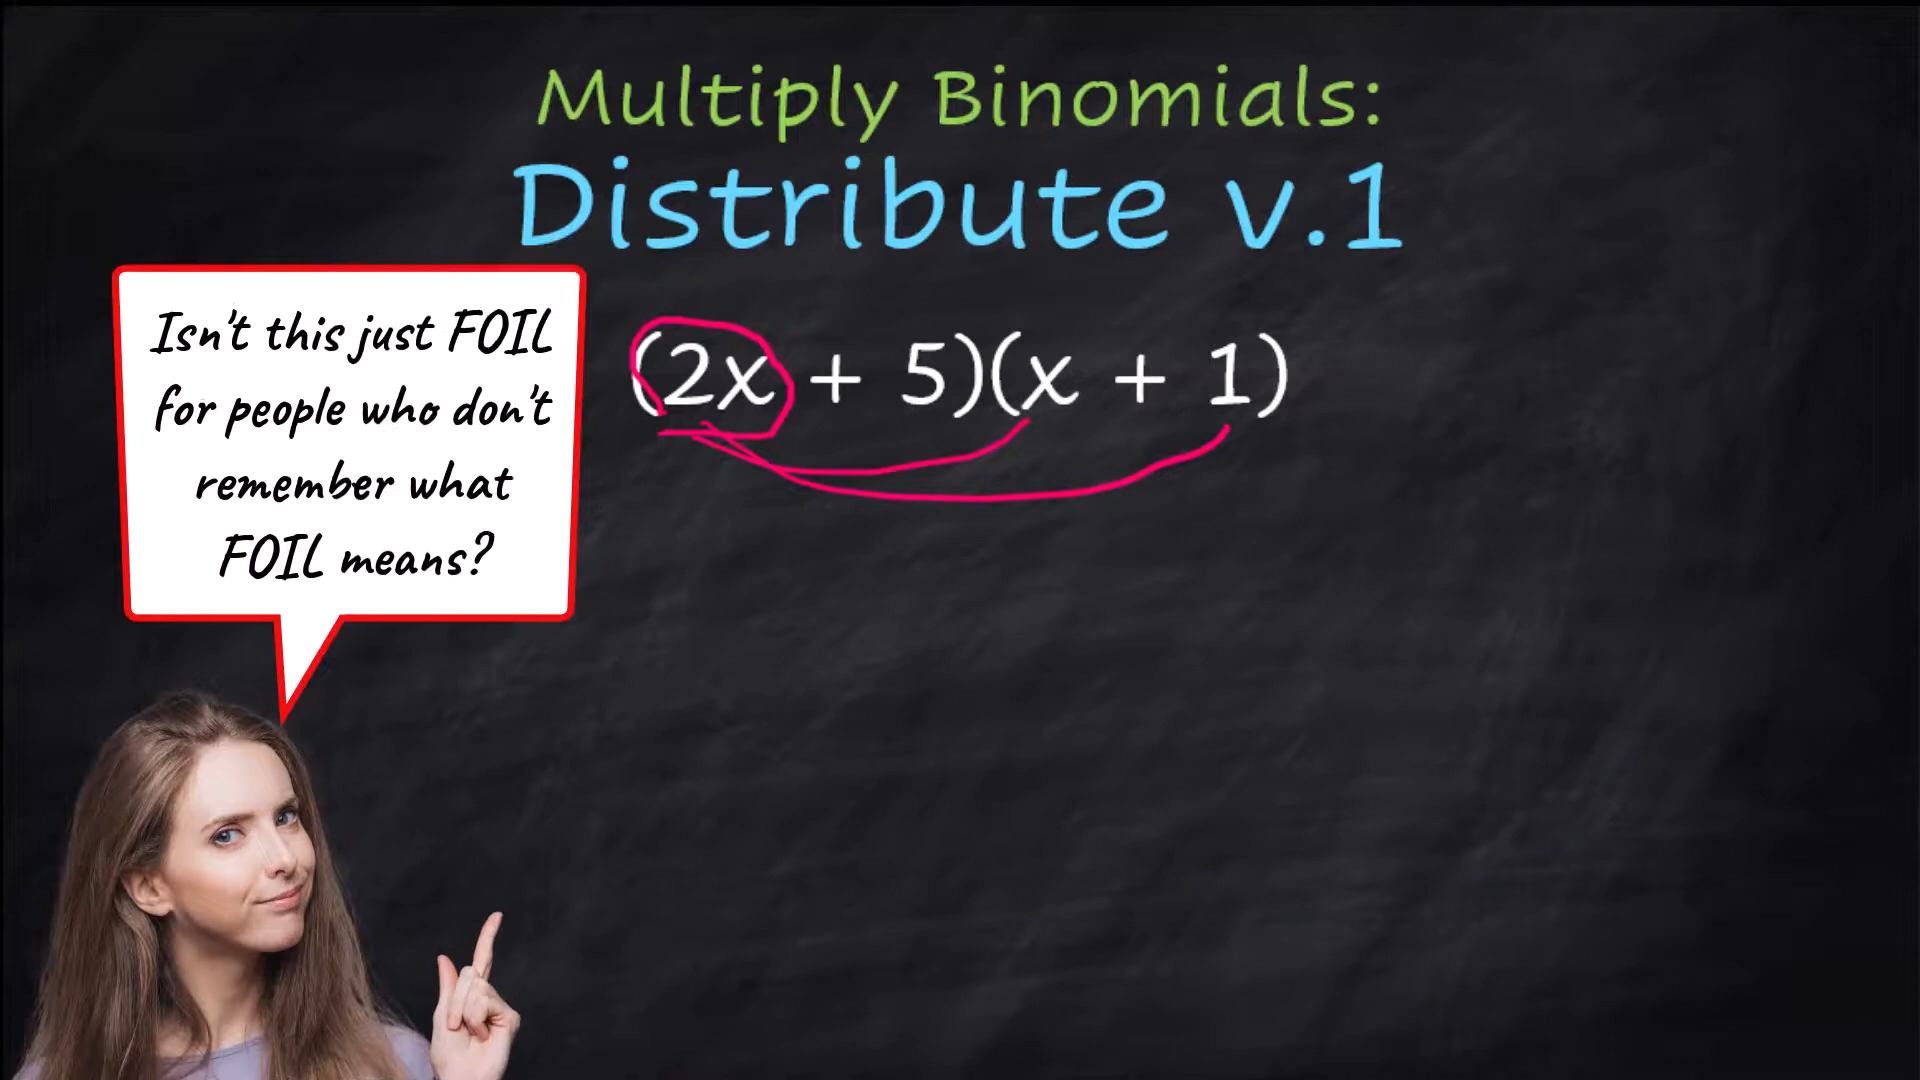 Multiply Binomials:
Distribute v.1
Isn't this just FOIL
for people who don't
remember what
FOIL means?
(2x + 5)(x + 1)